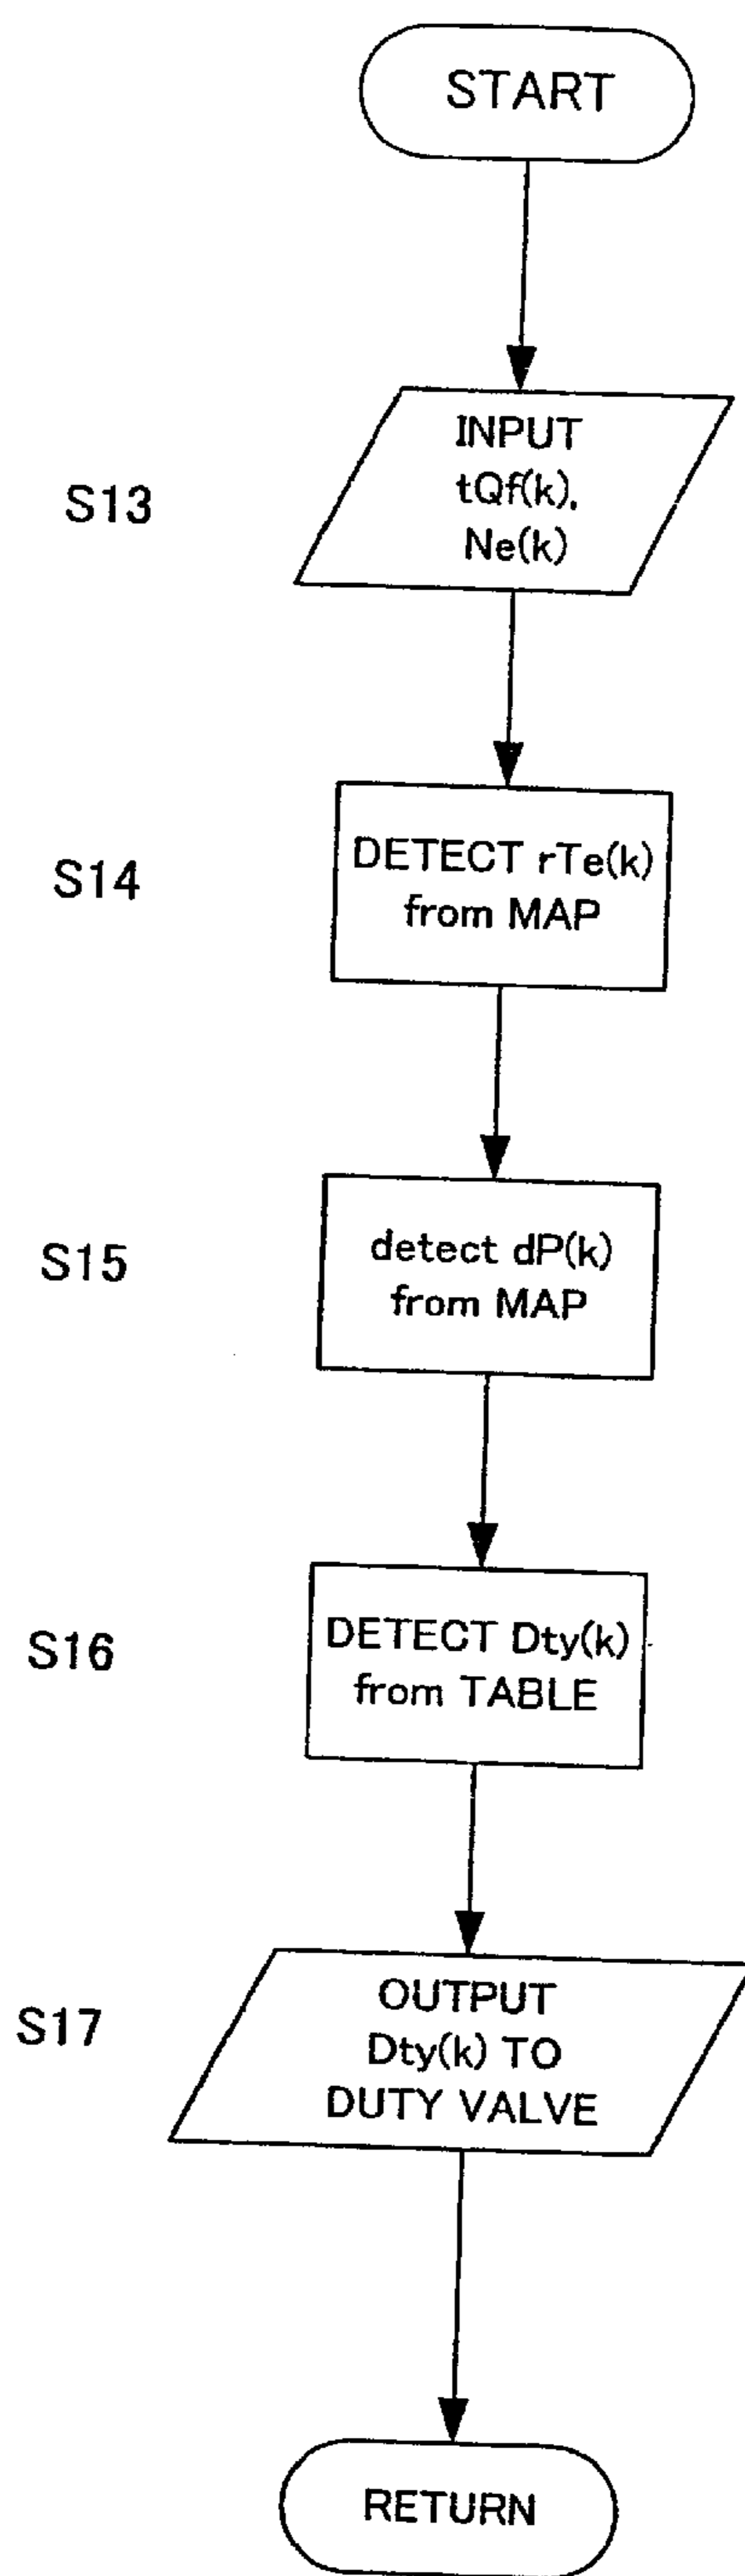 START
S13
INPUT
tQf(k),
Ne(k)
S14
DETECT rTe(k)
from MAP
S15
detect dP(k)
from MAP
S16
DETECT Dty(k)
from TABLE
S17
OUTPUT
Dty(k) TO
DUTY VALVE
RETURN